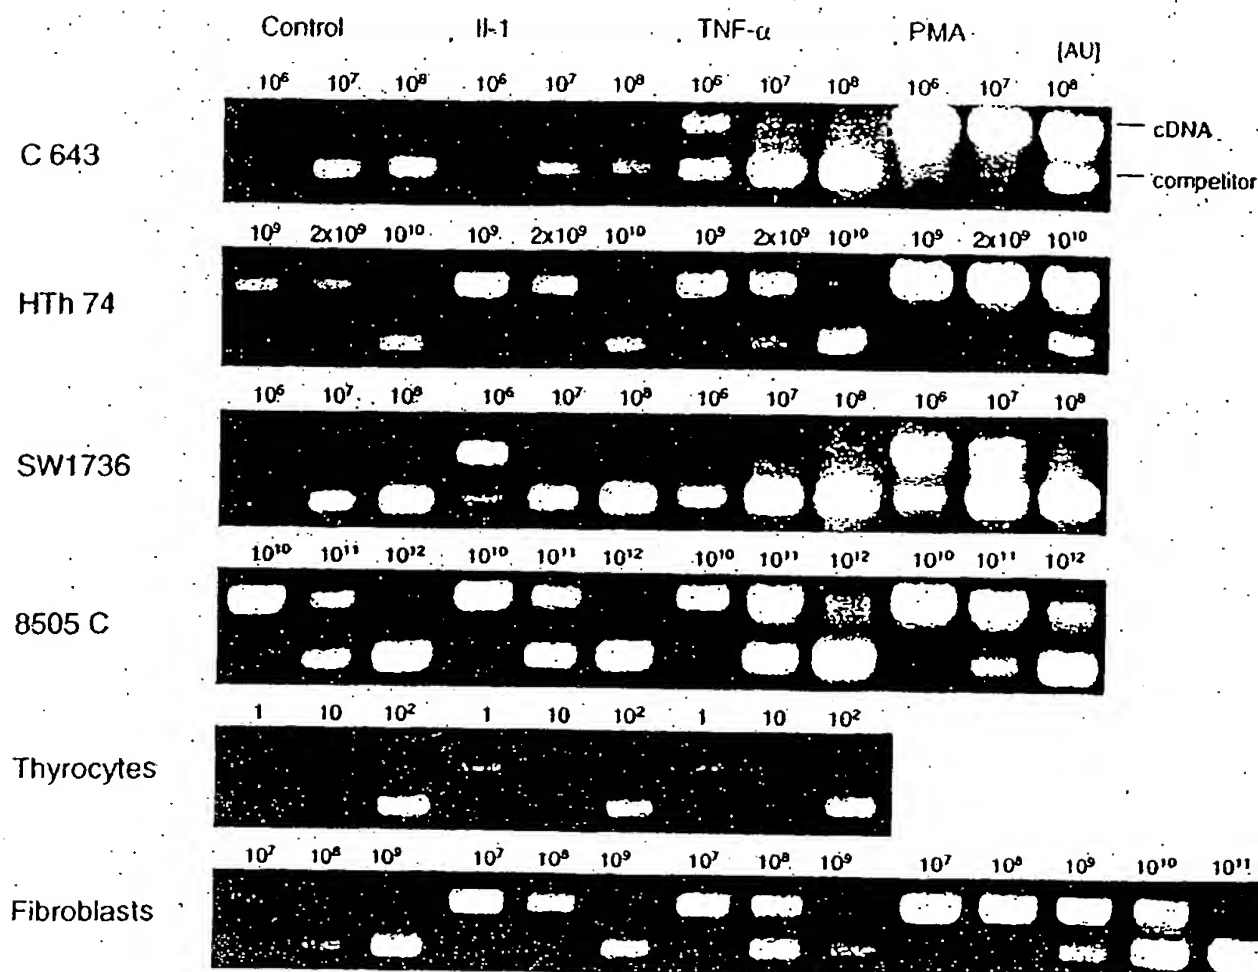 Control Il-1 TNF-α PMA [AU]
10⁶ 10⁷ 10⁸ 10⁶ 10⁷ 10⁸ 10⁶ 10⁷ 10⁸ 10⁶ 10⁷ 10⁸
C 643
cDNA
competitor
10⁹ 2x10⁹ 10¹⁰ 10⁹ 2x10⁹ 10¹⁰ 10⁹ 2x10⁹ 10¹⁰ 10⁹ 2x10⁹ 10¹⁰
HTh 74
10⁶ 10⁷ 10⁸ 10⁶ 10⁷ 10⁸ 10⁶ 10⁷ 10⁸ 10⁶ 10⁷ 10⁸
SW1736
10¹⁰ 10¹¹ 10¹² 10¹⁰ 10¹¹ 10¹² 10¹⁰ 10¹¹ 10¹² 10¹⁰ 10¹¹ 10¹²
8505 C
1 10 10² 1 10 10² 1 10 10²
Thyrocytes
10⁷ 10⁸ 10⁹ 10⁷ 10⁸ 10⁹ 10⁷ 10⁸ 10⁹ 10⁷ 10⁸ 10⁹ 10¹⁰ 10¹¹
Fibroblasts